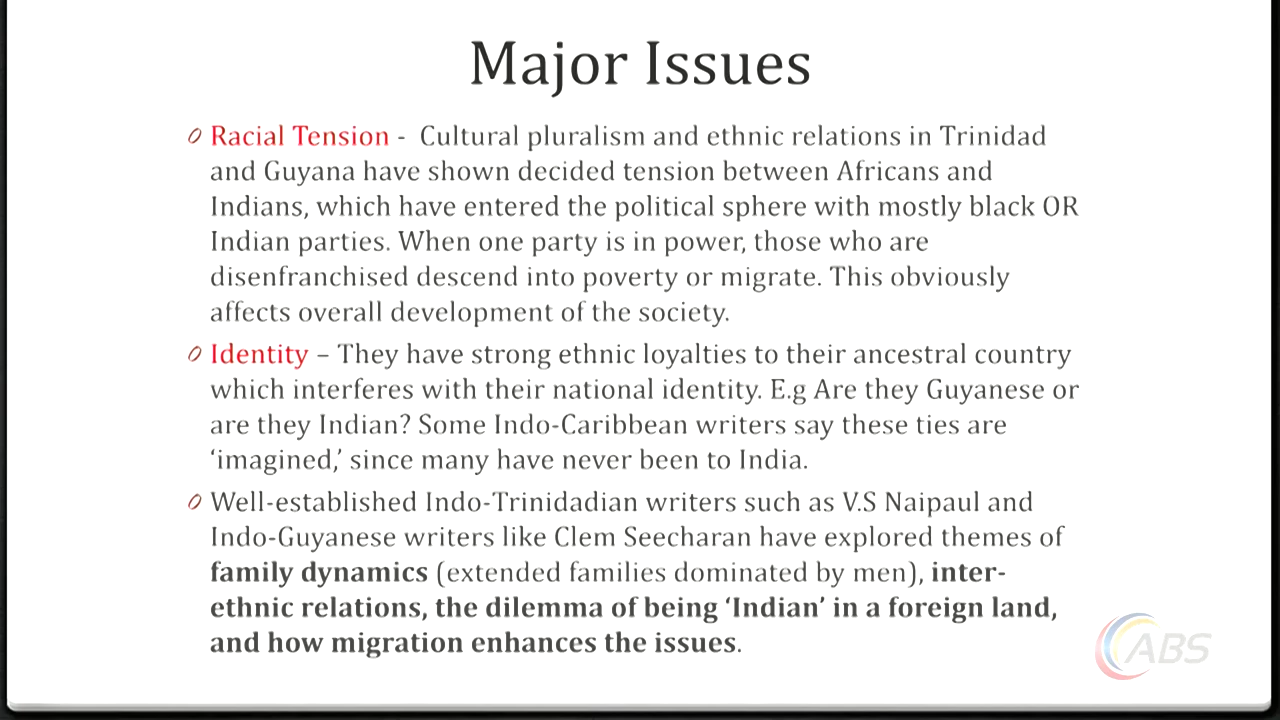 Major Issues
Racial Tension -  Cultural pluralism and ethnic relations in Trinidad
and Guyana have shown decided tension between Africans and
Indians, which have entered the political sphere with mostly black OR
Indian parties. When one party is in power, those who are
disenfranchised descend into poverty or migrate. This obviously
affects overall development of the society.
Identity – They have strong ethnic loyalties to their ancestral country
which interferes with their national identity. E.g Are they Guyanese or
are they Indian? Some Indo-Caribbean writers say these ties are
‘imagined,’ since many have never been to India.
Well-established Indo-Trinidadian writers such as V.S Naipaul and
Indo-Guyanese writers like Clem Seecharan have explored themes of
family dynamics (extended families dominated by men), inter-
ethnic relations, the dilemma of being ‘Indian’ in a foreign land,
and how migration enhances the issues.
ABS